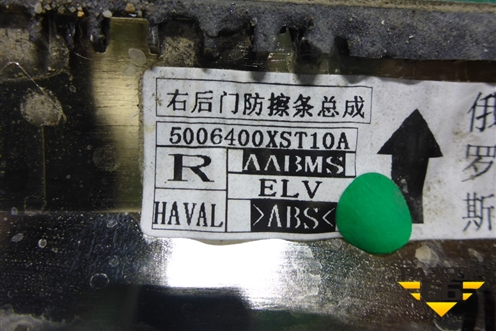 右后门防擦条总成
5006400XST10A
R
AABMS
ELV
HAVAL
>ABS<
俄
罗
斯